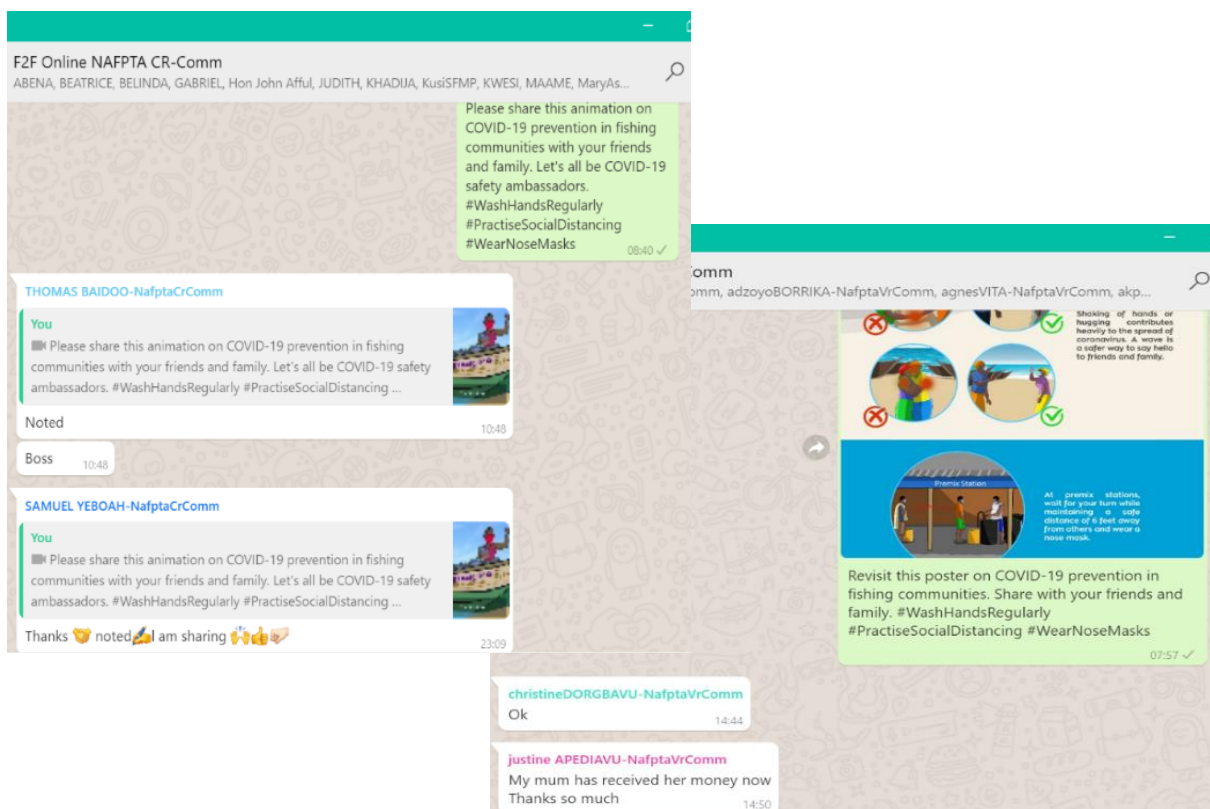 F2F Online NAFPTA CR-Comm
ABENA, BEATRICE, BELINDA, GABRIEL, Hon John Afful, JUDITH, KHADIJA, KusiSFMP, KWESI, MAAME, MaryAs...
Please share this animation on
COVID-19 prevention in fishing
communities with your friends
and family. Let's all be COVID-19
safety ambassadors.
#WashHandsRegularly
#PractiseSocialDistancing
#WearNoseMasks
08:40
THOMAS BAIDOO-NafptaCrComm
You
Please share this animation on COVID-19 prevention in fishing
communities with your friends and family. Let's all be COVID-19 safety
ambassadors. #WashHandsRegularly #PractiseSocialDistancing ...
Noted
10:48
Boss
10:48
SAMUEL YEBOAH-NafptaCrComm
You
Please share this animation on COVID-19 prevention in fishing
communities with your friends and family. Let's all be COVID-19 safety
ambassadors. #WashHandsRegularly #PractiseSocialDistancing ...
Thanks 🤝 noted✍I am sharing 🙌👍🤛
23:09
omm
omm, adzoyoBORRIKA-NafptaVrComm, agnesVITA-NafptaVrComm, akp...
Shaking of hands or
hugging contributes
heavily to the spread of
coronavirus. A wave is
a safer way to say hello
to friends and family.
Premix Station
At premix stations,
wait for your turn while
maintaining a safe
distance of 6 feet away
from others and wear a
nose mask.
Revisit this poster on COVID-19 prevention in
fishing communities. Share with your friends and
family. #WashHandsRegularly
#PractiseSocialDistancing #WearNoseMasks
07:57
christineDORGBAVU-NafptaVrComm
Ok
14:44
justine APEDIAVU-NafptaVrComm
My mum has received her money now
Thanks so much
14:50